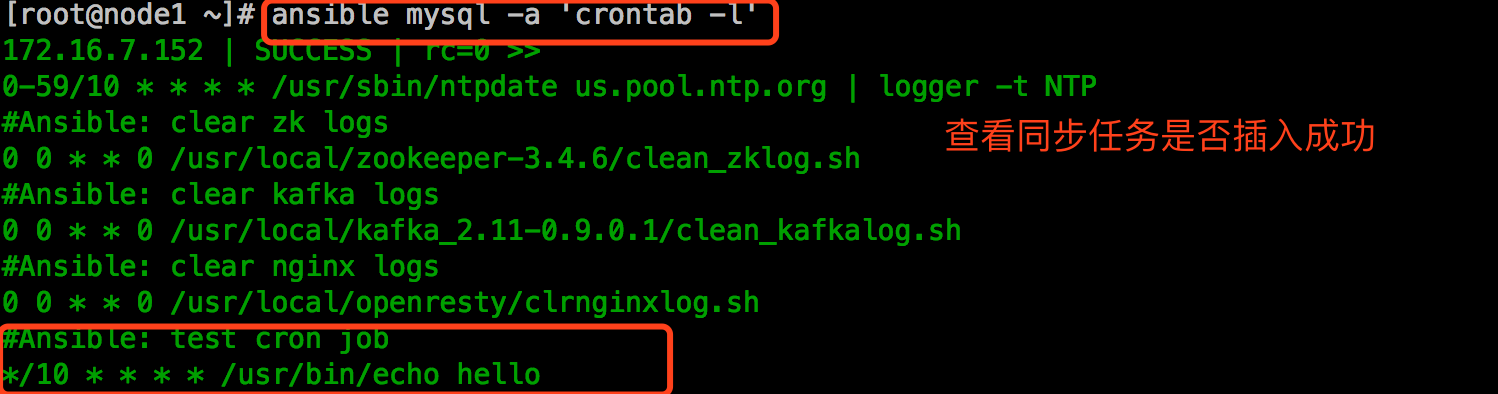 [root@node1 ~]# ansible mysql -a 'crontab -l'
172.16.7.152 | SUCCESS | rc=0 >>
0-59/10 * * * * /usr/sbin/ntpdate us.pool.ntp.org | logger -t NTP
#Ansible: clear zk logs
查看同步任务是否插入成功
0 0 * * 0 /usr/local/zookeeper-3.4.6/clean_zklog.sh
#Ansible: clear kafka logs
0 0 * * 0 /usr/local/kafka_2.11-0.9.0.1/clean_kafkalog.sh
#Ansible: clear nginx logs
0 0 * * 0 /usr/local/openresty/clrnginxlog.sh
#Ansible: test cron job
*/10 * * * * /usr/bin/echo hello